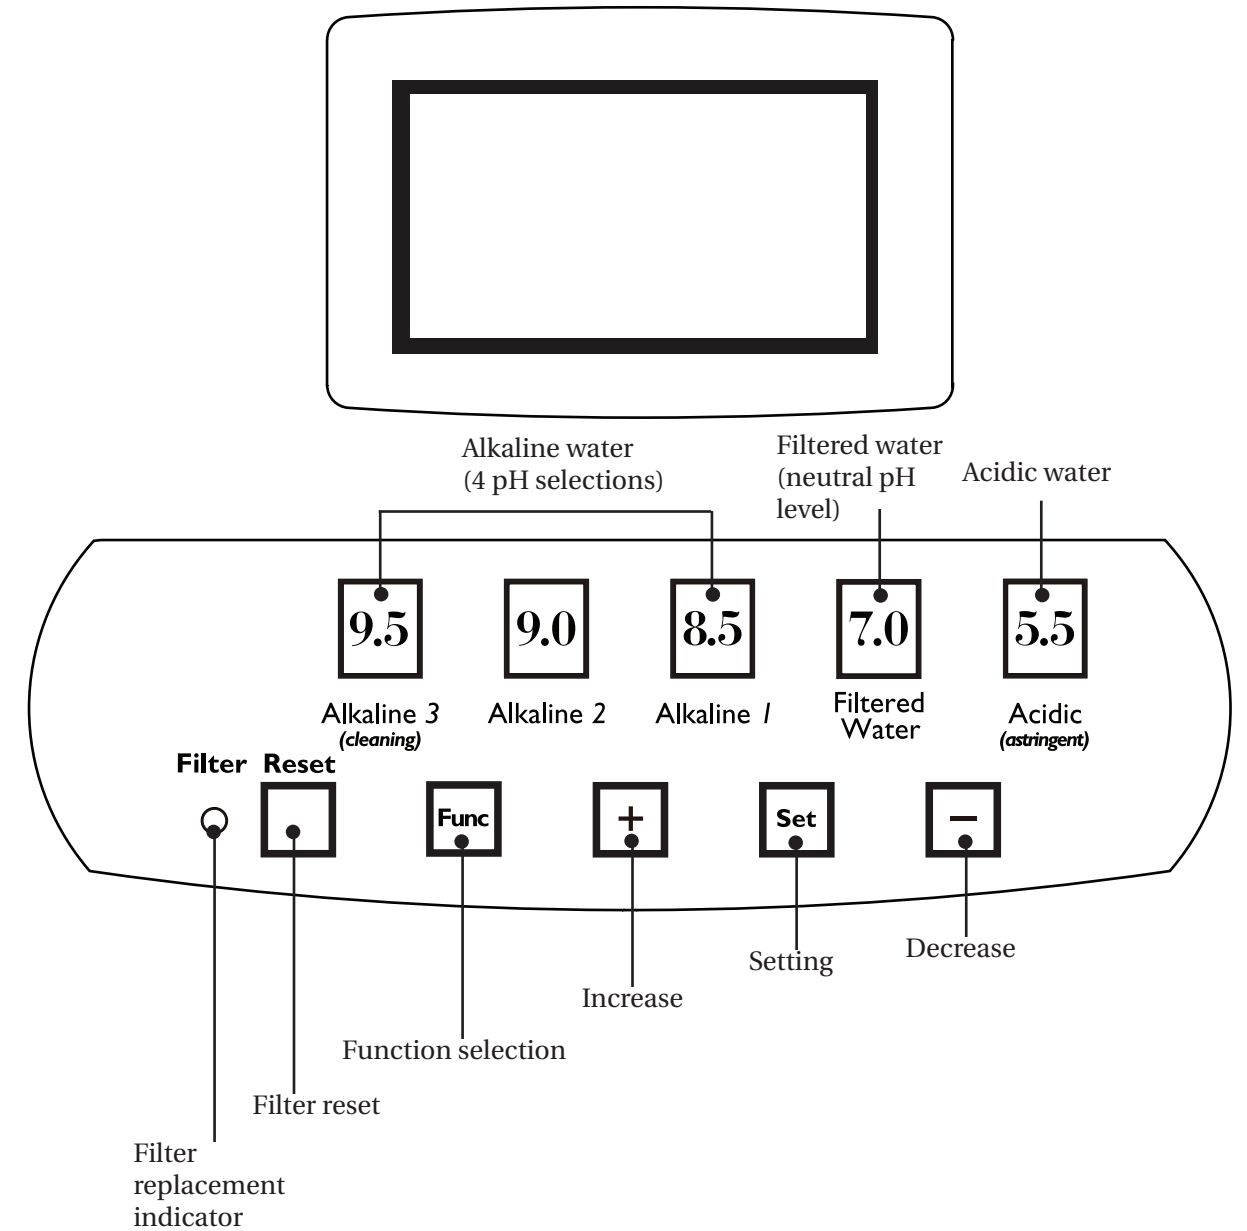 Alkaline water
(4 pH selections)
Filtered water
(neutral pH
level)
Acidic water
9.5
9.0
8.5
7.0
5.5
Alkaline 3
(cleaning)
Alkaline 2
Alkaline 1
Filtered
Water
Acidic
(astringent)
Filter Reset
Func
+
Set
−
Decrease
Setting
Increase
Function selection
Filter reset
Filter
replacement
indicator